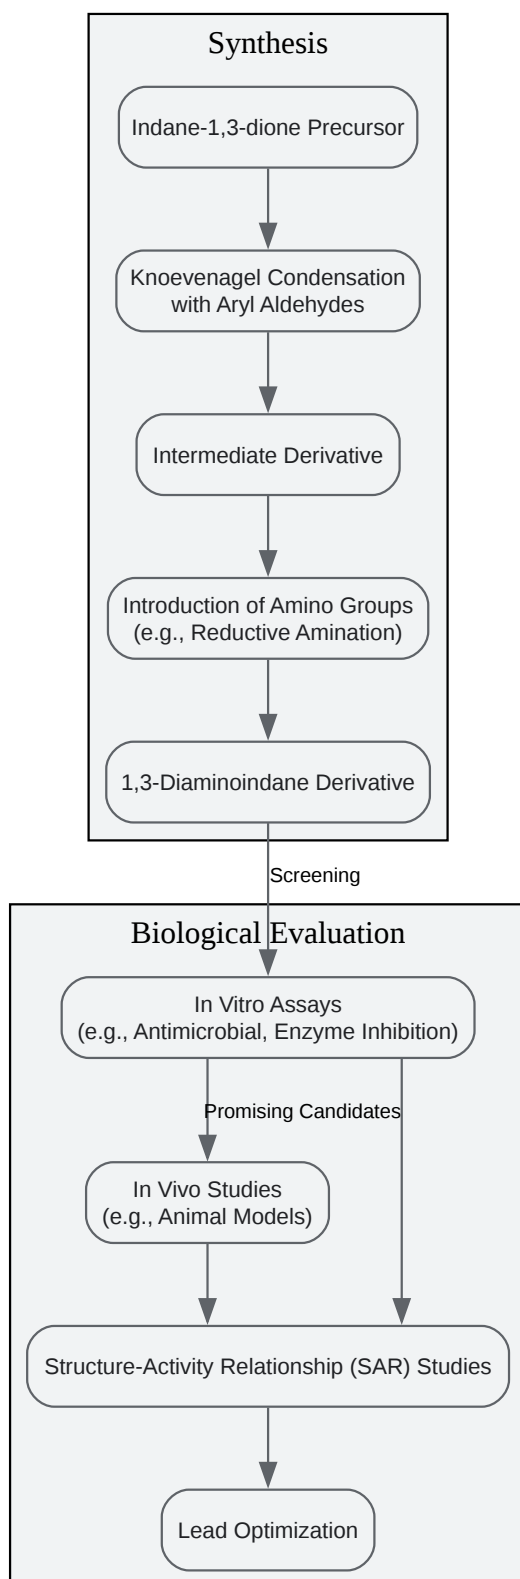 Synthesis
Indane-1,3-dione Precursor
Knoevenagel Condensation
with Aryl Aldehydes
Intermediate Derivative
Introduction of Amino Groups
(e.g., Reductive Amination)
1,3-Diaminoindane Derivative
Screening
Biological Evaluation
In Vitro Assays
(e.g., Antimicrobial, Enzyme Inhibition)
Promising Candidates
In Vivo Studies
(e.g., Animal Models)
Structure-Activity Relationship (SAR) Studies
Lead Optimization